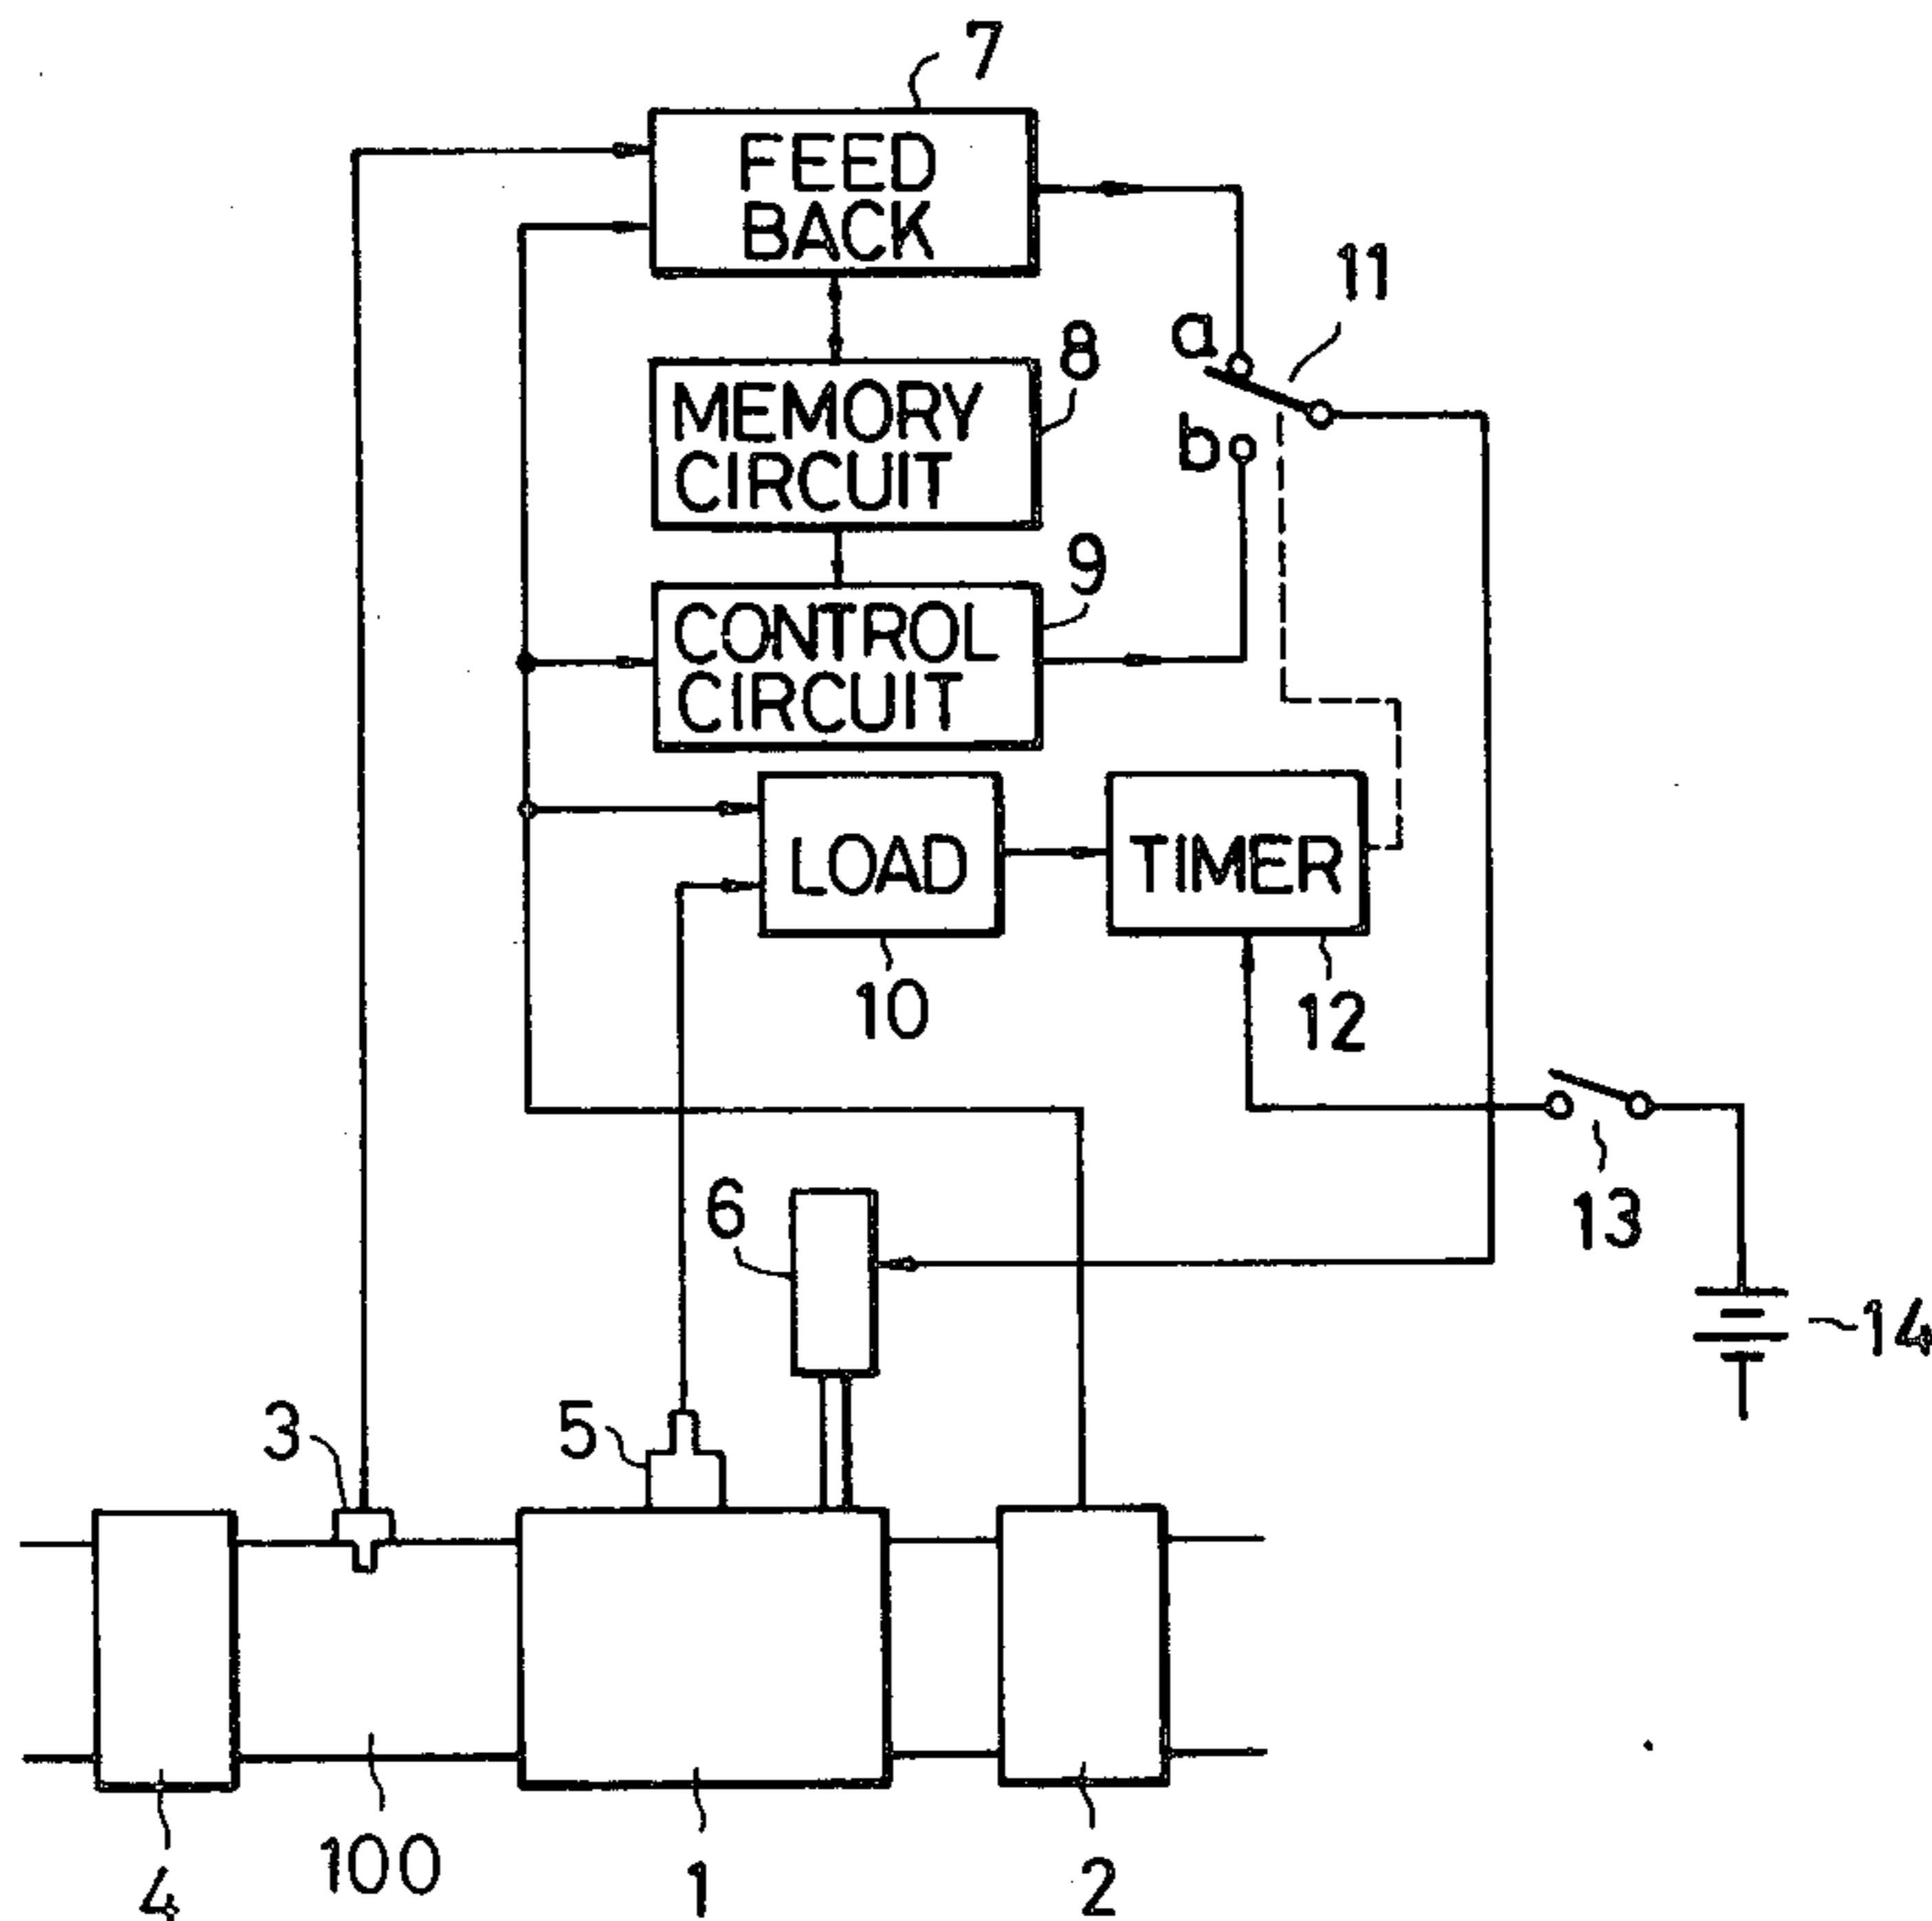 7
FEED
BACK
11
a
8
MEMORY
CIRCUIT
b
9
CONTROL
CIRCUIT
LOAD
TIMER
10
12
13
6
14
3
5
4
100
1
2